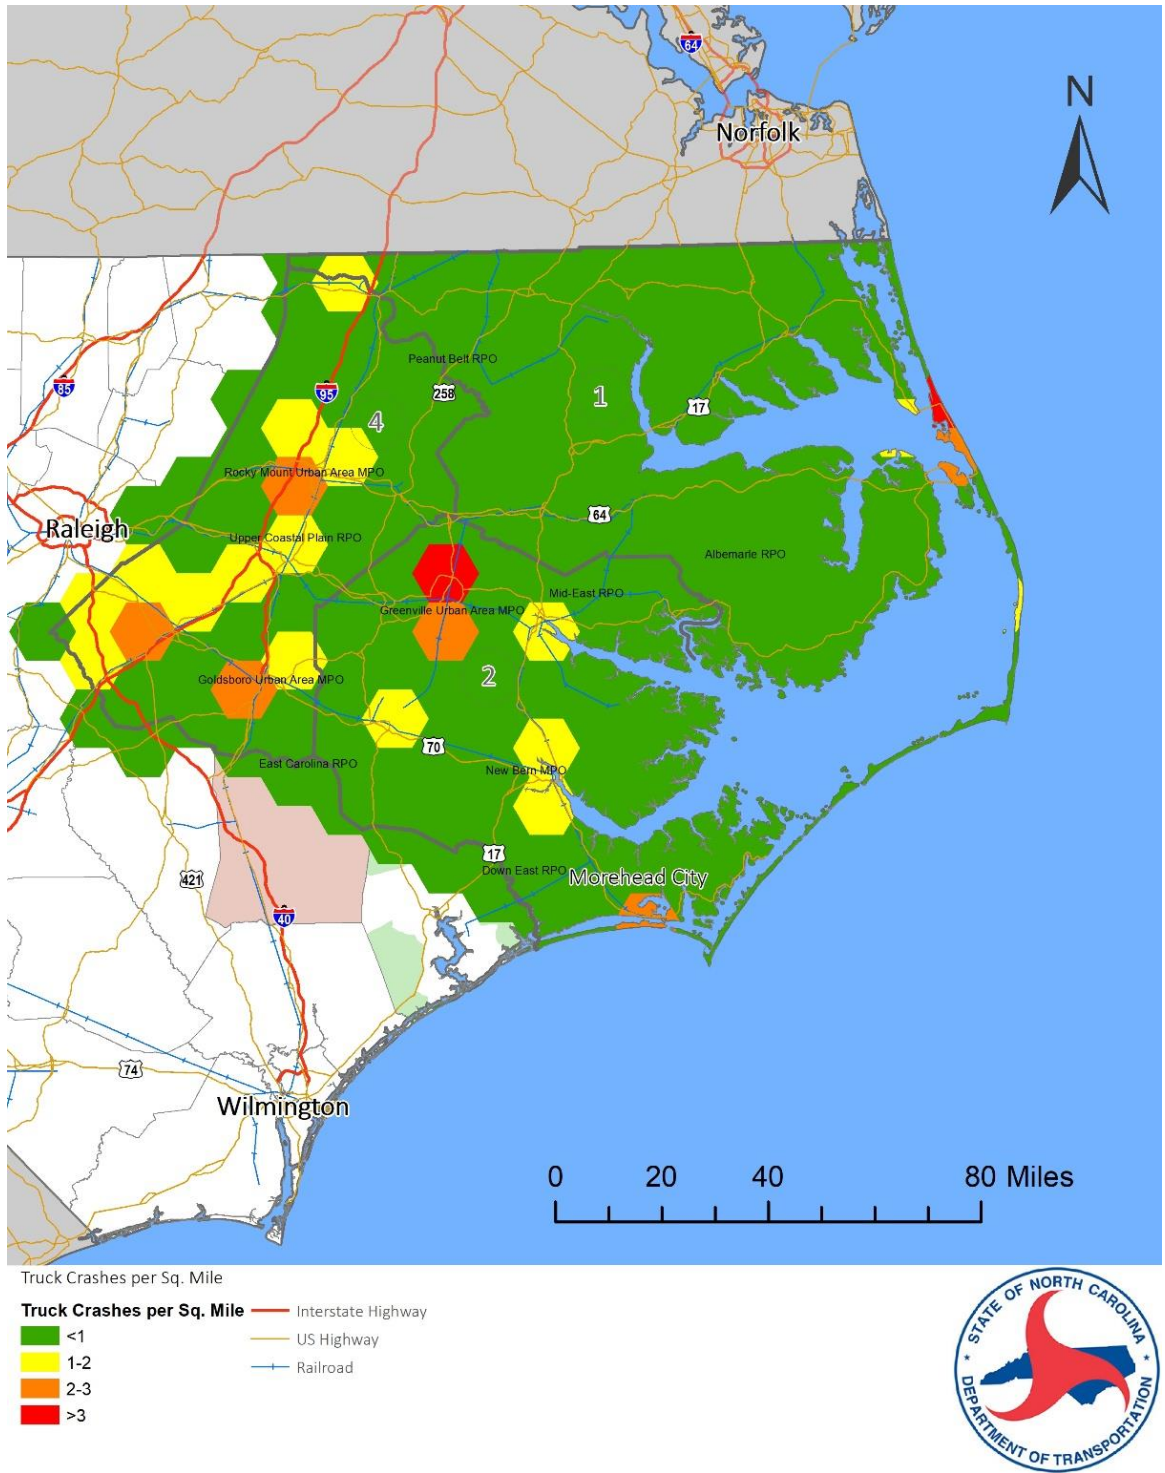 64
Norfolk
N
Peanut Belt RPO
85
95
258
1
17
4
Rocky Mount Urban Area MPO
Raleigh
Upper Coastal Plain RPO
64
Albemarle RPO
Mid-East RPO
Greenville Urban Area MPO
Goldsboro Urban Area MPO
2
70
East Carolina RPO
New Bern MPO
17
Down East RPO
Morehead City
421
40
74
Wilmington
0 20 40 80 Miles
Truck Crashes per Sq. Mile
Truck Crashes per Sq. Mile
<1
1-2
2-3
>3
Interstate Highway
US Highway
Railroad
STATE OF NORTH CAROLINA
DEPARTMENT OF TRANSPORTATION